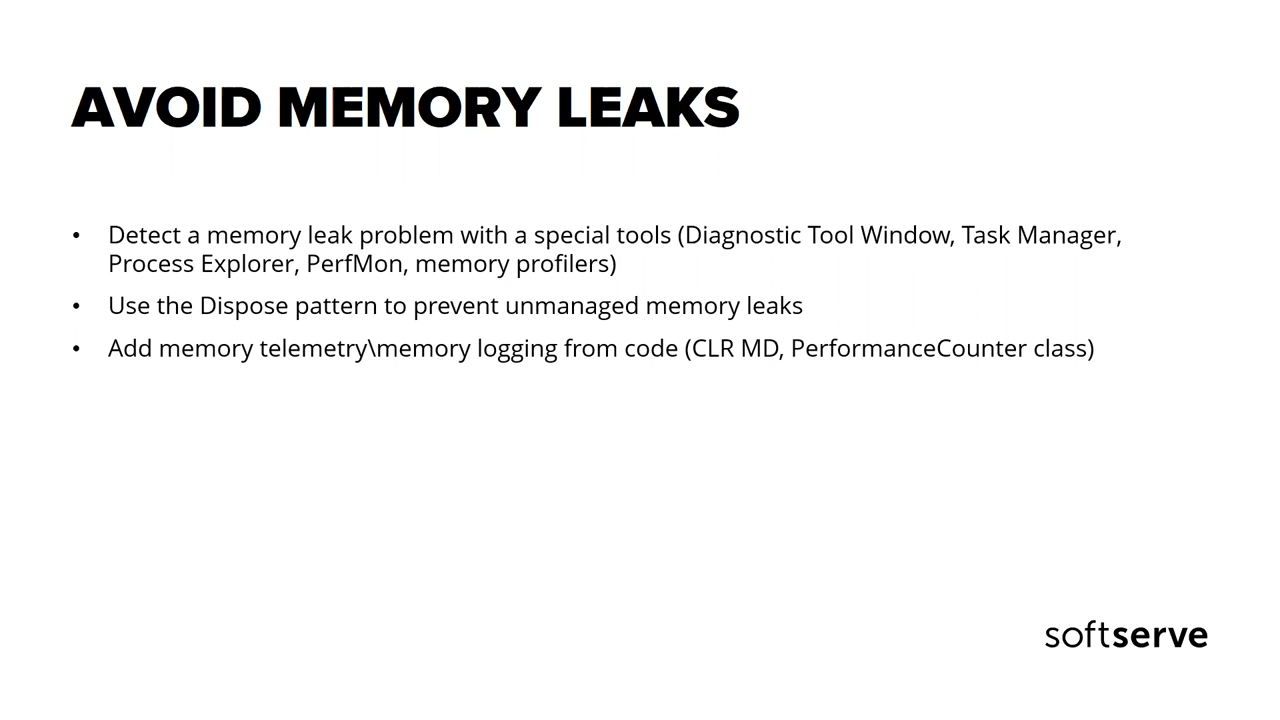 AVOID MEMORY LEAKS
• Detect a memory leak problem with a special tools (Diagnostic Tool Window, Task Manager,
Process Explorer, PerfMon, memory profilers)
• Use the Dispose pattern to prevent unmanaged memory leaks
• Add memory telemetry\memory logging from code (CLR MD, PerformanceCounter class)
softserve